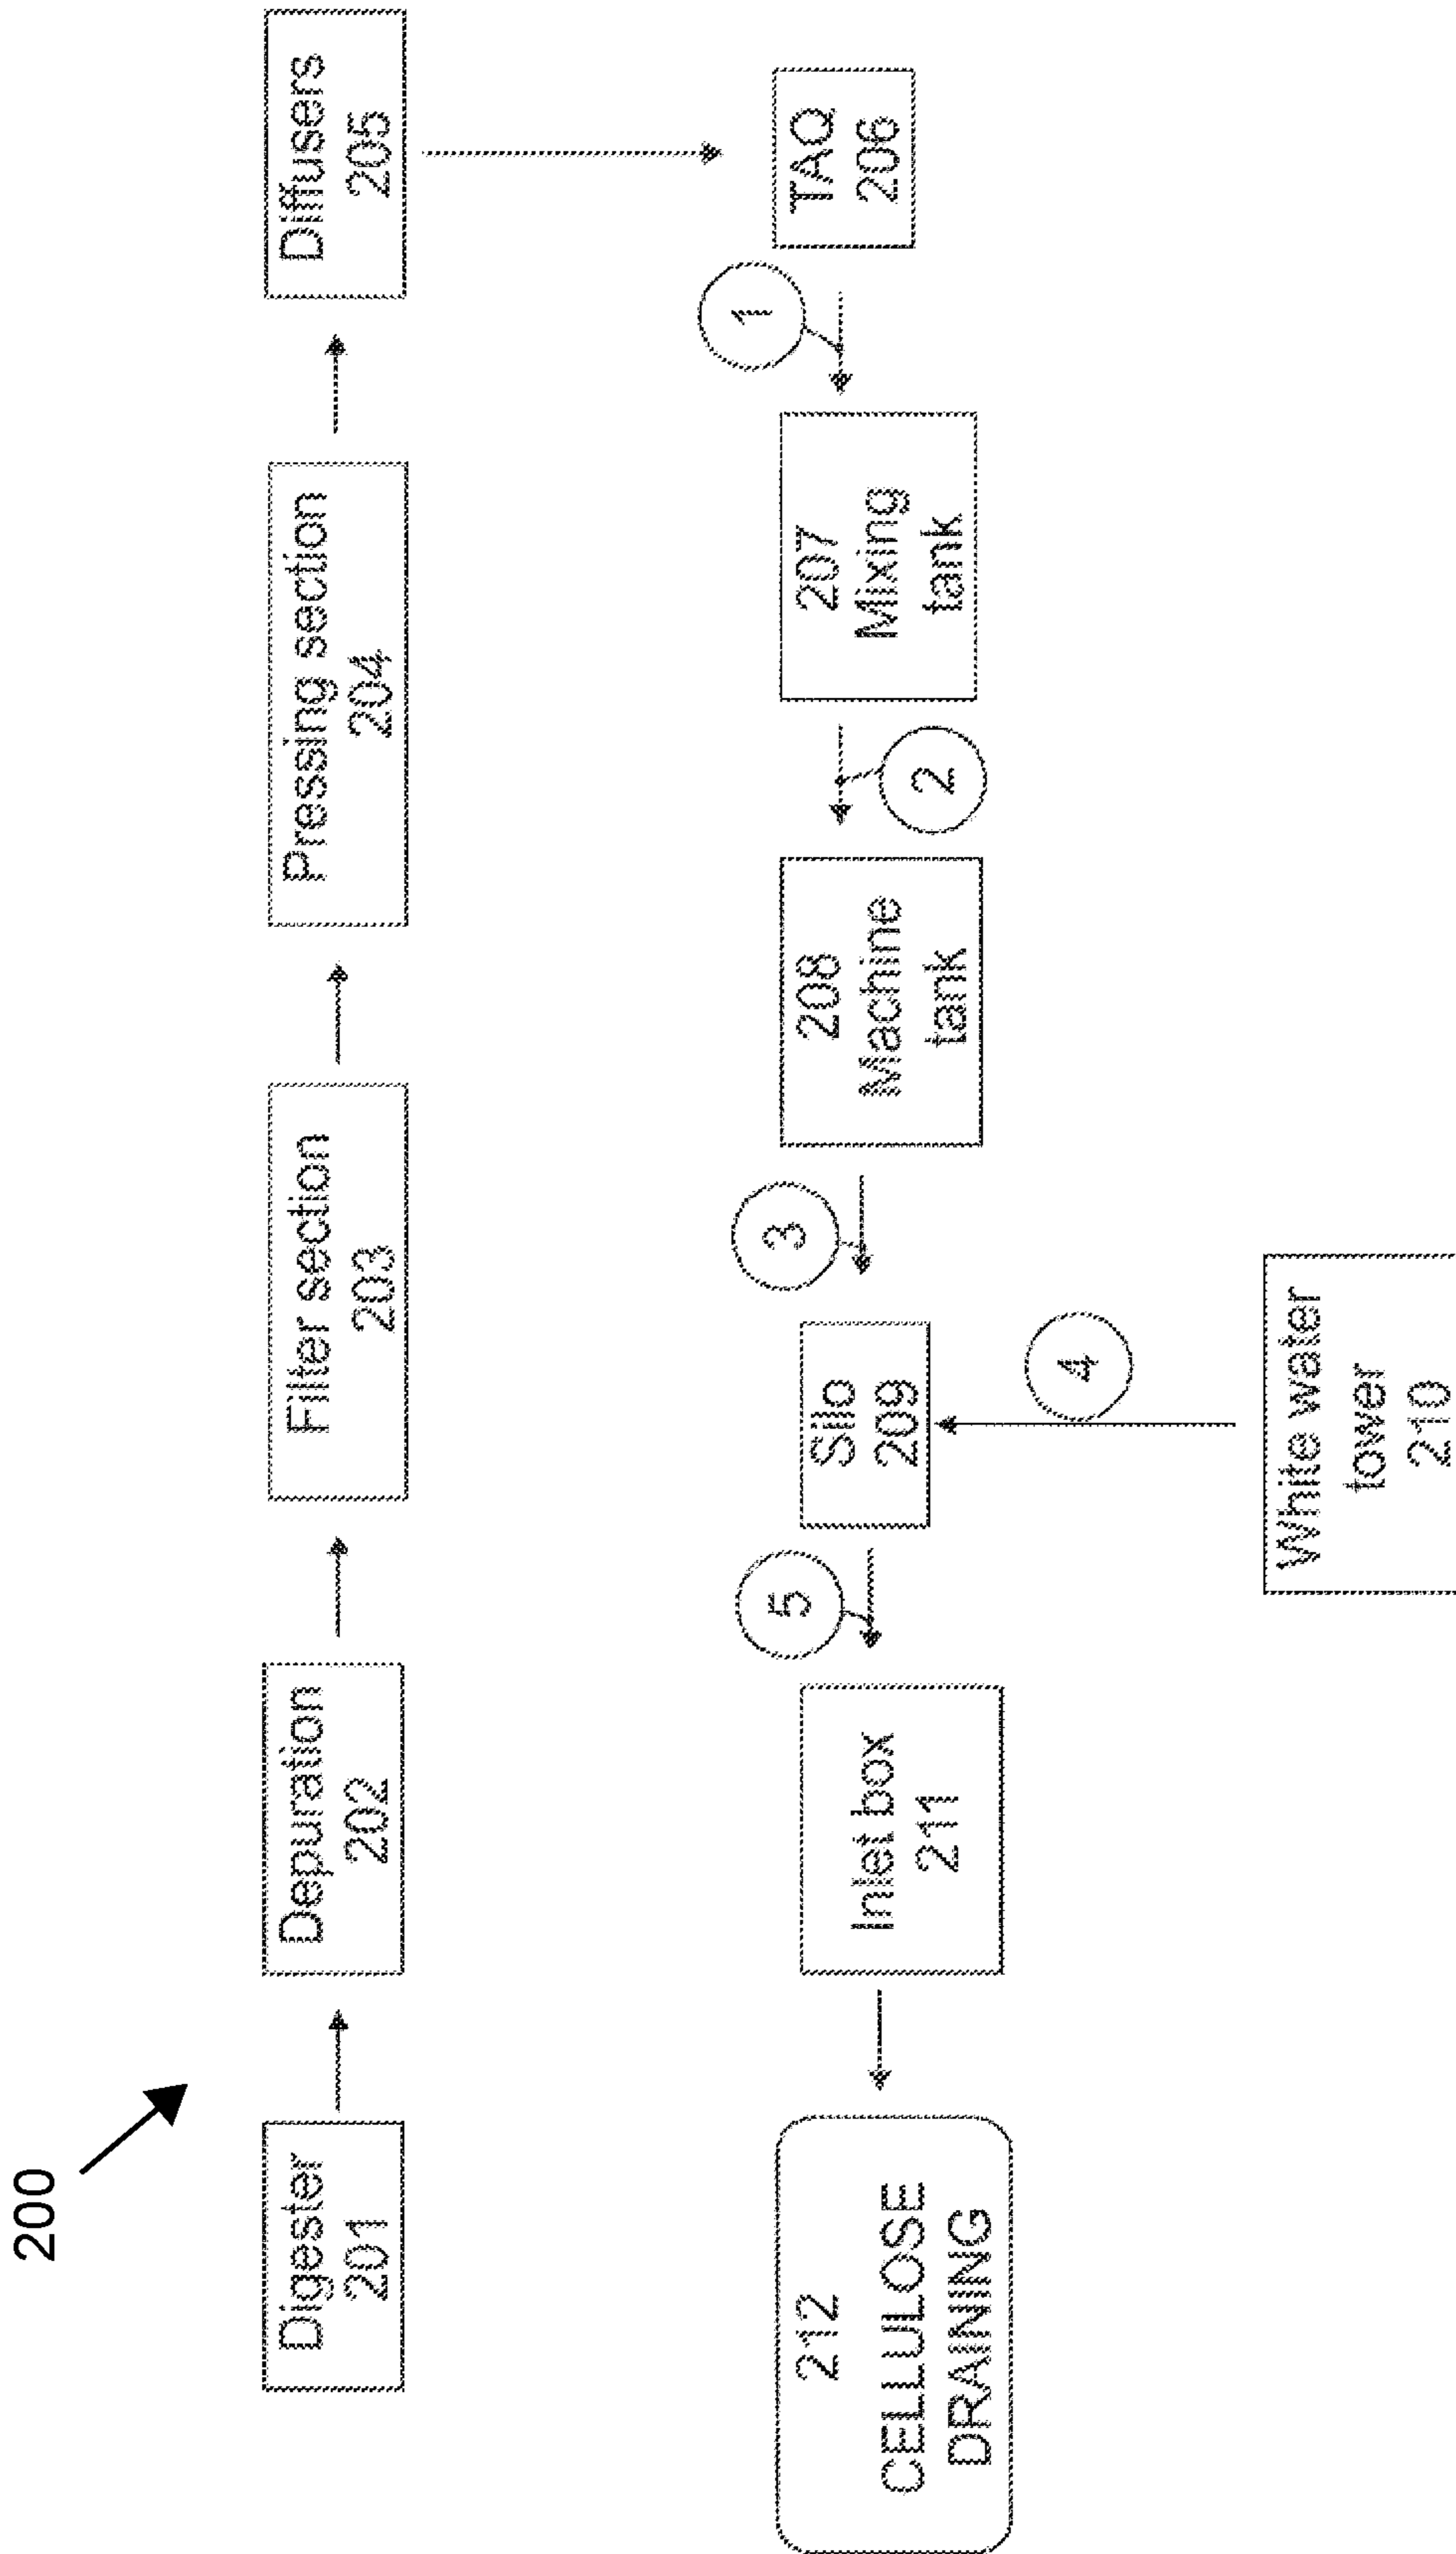 200
Digester
201
Depuration
202
Filter section
203
Pressing section
204
Diffusers
205
TAQ
206
1
207
Mixing
tank
2
208
Machine
tank
3
Silo
209
4
White water
tower
210
5
Inlet box
211
212
CELLULOSE
DRAINING